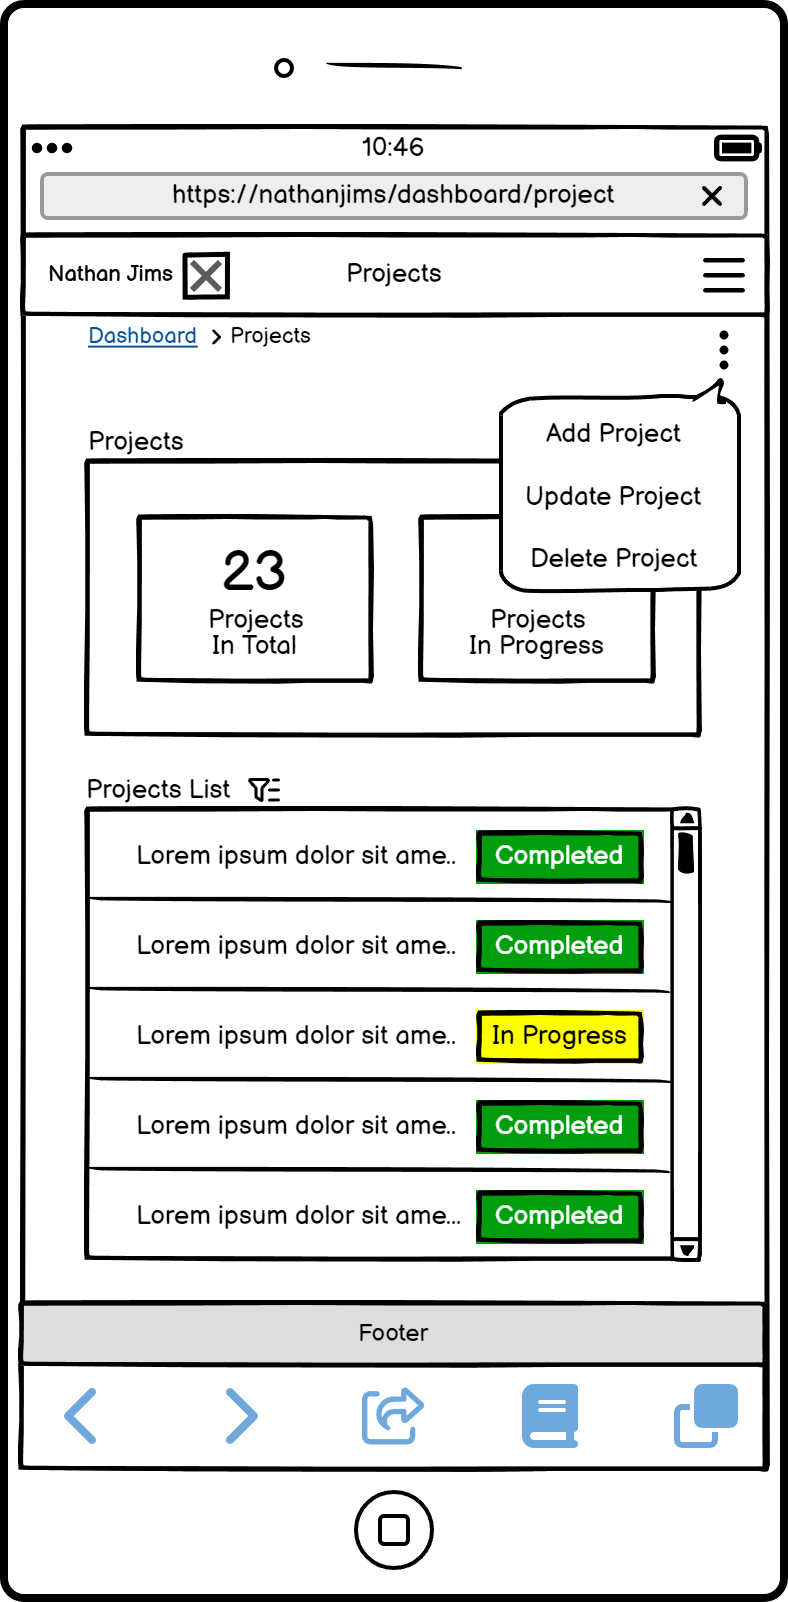 10:46
https://nathanjims/dashboard/project
Nathan Jims
Projects
Dashboard
Projects
Add Project
Update Project
Delete Project
Projects
23
Projects
In Total
Projects
In Progress
Projects List
Lorem ipsum dolor sit ame..
Completed
Lorem ipsum dolor sit ame..
Completed
Lorem ipsum dolor sit ame..
In Progress
Lorem ipsum dolor sit ame..
Completed
Lorem ipsum dolor sit ame...
Completed
Footer